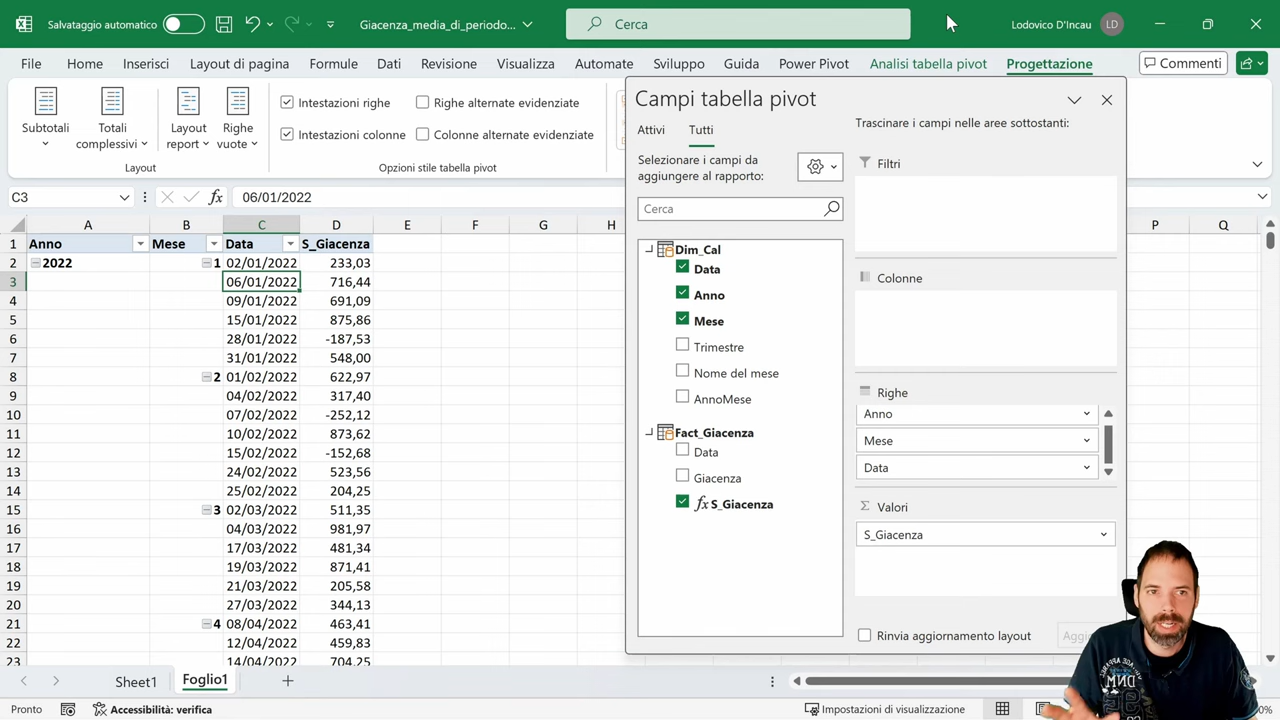 Salvataggio automatico
Giacenza_media_di_periodo...
Cerca
Lodovico D'Incau
LD
File
Home
Inserisci
Layout di pagina
Formule
Dati
Revisione
Visualizza
Automate
Sviluppo
Guida
Power Pivot
Analisi tabella pivot
Progettazione
Commenti
Subtotali
Totali
complessivi
Layout
report
Righe
vuote
Intestazioni righe
Righe alternate evidenziate
Intestazioni colonne
Colonne alternate evidenziate
Layout
Opzioni stile tabella pivot
C3
fx
06/01/2022
A B C D E F G H P Q
1 Anno Mese Data S_Giacenza
2 2022 1 02/01/2022 233,03
3 06/01/2022 716,44
4 09/01/2022 691,09
5 15/01/2022 875,86
6 28/01/2022 -187,53
7 31/01/2022 548,00
8 2 01/02/2022 622,97
9 04/02/2022 317,40
10 07/02/2022 -252,12
11 10/02/2022 873,62
12 15/02/2022 -152,68
13 24/02/2022 523,56
14 25/02/2022 204,25
15 3 02/03/2022 511,35
16 04/03/2022 981,97
17 17/03/2022 481,34
18 19/03/2022 871,41
19 21/03/2022 205,58
20 27/03/2022 344,13
21 4 08/04/2022 463,41
22 12/04/2022 459,83
23 14/04/2022 704,25
Campi tabella pivot
Attivi
Tutti
Selezionare i campi da
aggiungere al rapporto:
Cerca
Dim_Cal
Data
Anno
Mese
Trimestre
Nome del mese
AnnoMese
Fact_Giacenza
Data
Giacenza
fx S_Giacenza
Trascinare i campi nelle aree sottostanti:
Filtri
Colonne
Righe
Anno
Mese
Data
Σ Valori
S_Giacenza
Rinvia aggiornamento layout
Sheet1
Foglio1
Pronto
Accessibilità: verifica
Impostazioni di visualizzazione